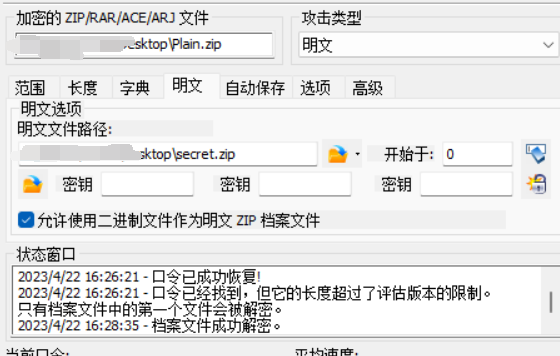 加密的 ZIP/RAR/ACE/ARJ 文件
攻击类型
esktop\Plain.zip
明文
范围 长度 字典 明文 自动保存 选项 高级
明文选项
明文文件路径:
sktop\secret.zip
开始于: 0
密钥 密钥 密钥
允许使用二进制文件作为明文 ZIP 档案文件
状态窗口
2023/4/22 16:26:21 - 口令已成功恢复!
2023/4/22 16:26:21 - 口令已经找到，但它的长度超过了评估版本的限制。
只有档案文件中的第一个文件会被解密。
2023/4/22 16:28:35 - 档案文件成功解密。
当前口令: 平均速度: